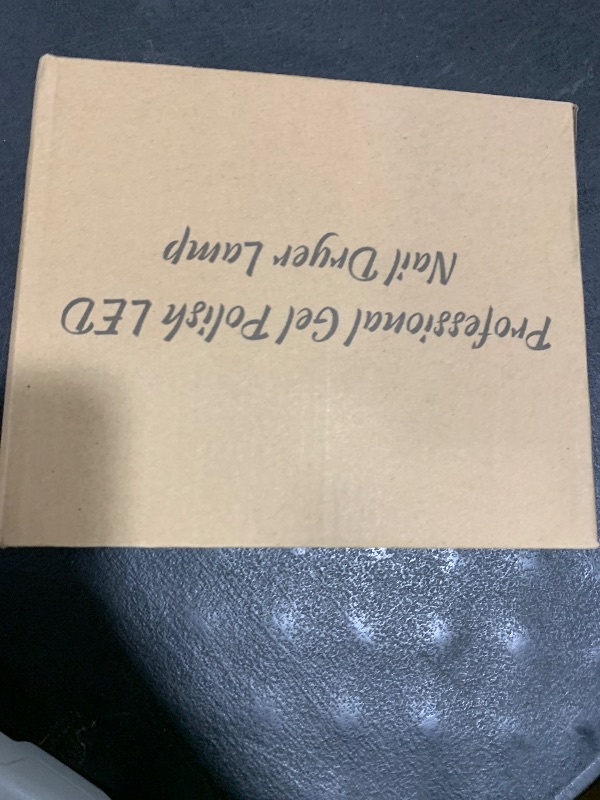 Professional Gel Polish LED
Nail Dryer Lamp